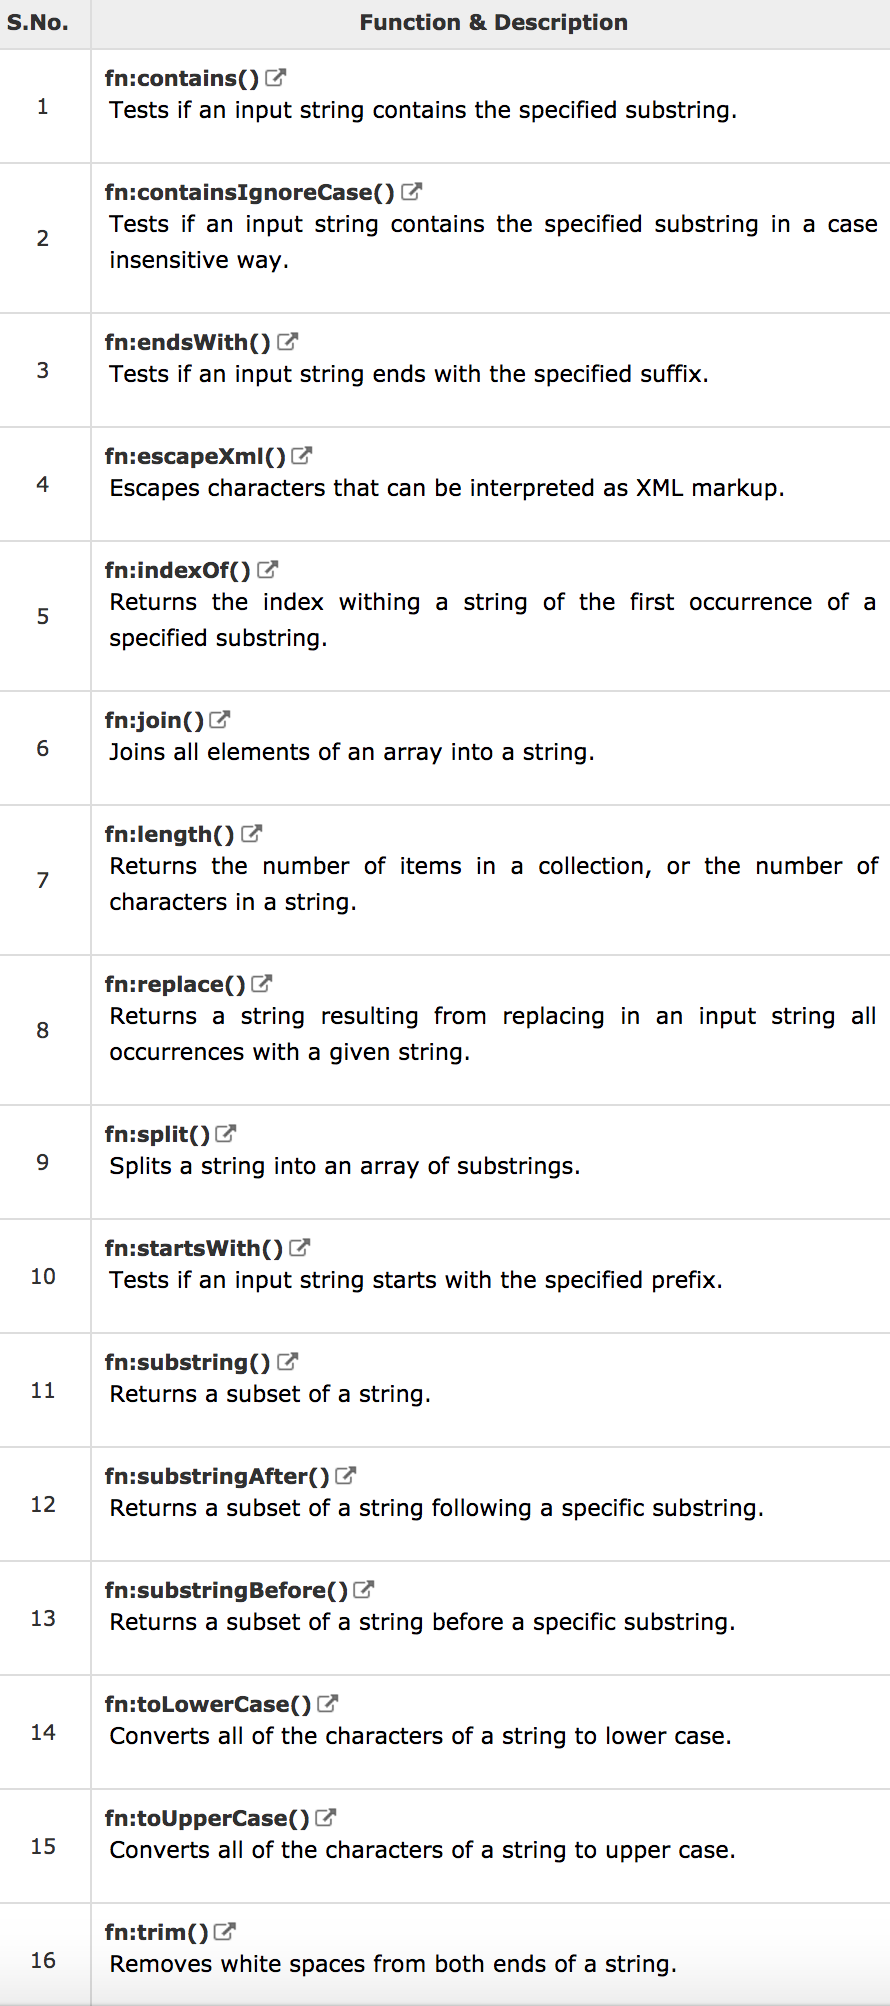 S.No. Function & Description
fn:contains()
1
Tests if an input string contains the specified substring.
fn:containsIgnoreCase()
2
Tests if an input string contains the specified substring in a case
insensitive way.
fn:endsWith()
3
Tests if an input string ends with the specified suffix.
fn:escapeXml()
4
Escapes characters that can be interpreted as XML markup.
fn:indexOf()
5
Returns the index withing a string of the first occurrence of a
specified substring.
fn:join()
6
Joins all elements of an array into a string.
fn:length()
7
Returns the number of items in a collection, or the number of
characters in a string.
fn:replace()
8
Returns a string resulting from replacing in an input string all
occurrences with a given string.
fn:split()
9
Splits a string into an array of substrings.
fn:startsWith()
10
Tests if an input string starts with the specified prefix.
fn:substring()
11
Returns a subset of a string.
fn:substringAfter()
12
Returns a subset of a string following a specific substring.
fn:substringBefore()
13
Returns a subset of a string before a specific substring.
fn:toLowerCase()
14
Converts all of the characters of a string to lower case.
fn:toUpperCase()
15
Converts all of the characters of a string to upper case.
fn:trim()
16
Removes white spaces from both ends of a string.